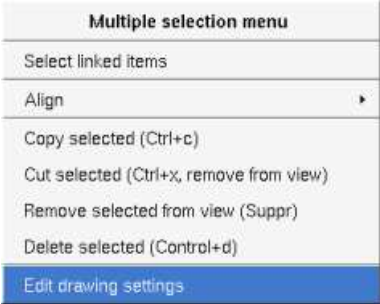 Multiple selection menu
Select linked items
Align
Copy selected (Ctrl+c)
Cut selected (Ctrl+x, remove from view)
Remove selected from view (Suppr)
Delete selected (Control+d)
Edit drawing settings